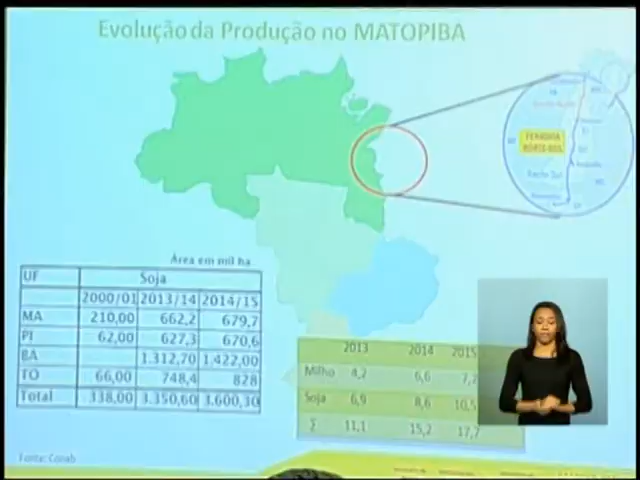 Evolução da Produção no MATOPIBA
FERROVIA
NORTE-SUL
Área em mil ha
UF Soja
2000/01 2013/14 2014/15
MA 210,00 662,2 679,7
PI 62,00 627,3 670,6
BA 1.312,70 1.422,00
TO 66,00 748,4 828
Total 338,00 3.350,60 3.600,30
2013 2014 2015
Milho 4,2 6,6 7,2
Soja 6,9 8,6 10,5
Σ 11,1 15,2 17,7
Fonte: Conab